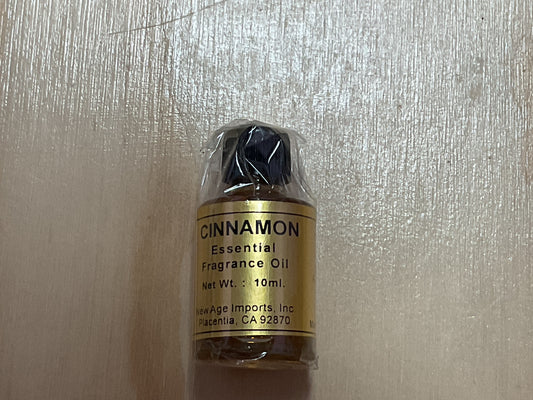 CINNAMON
Essential
Fragrance Oil
Net Wt. : 10ml.
New Age Imports, Inc
Placentia, CA 92870